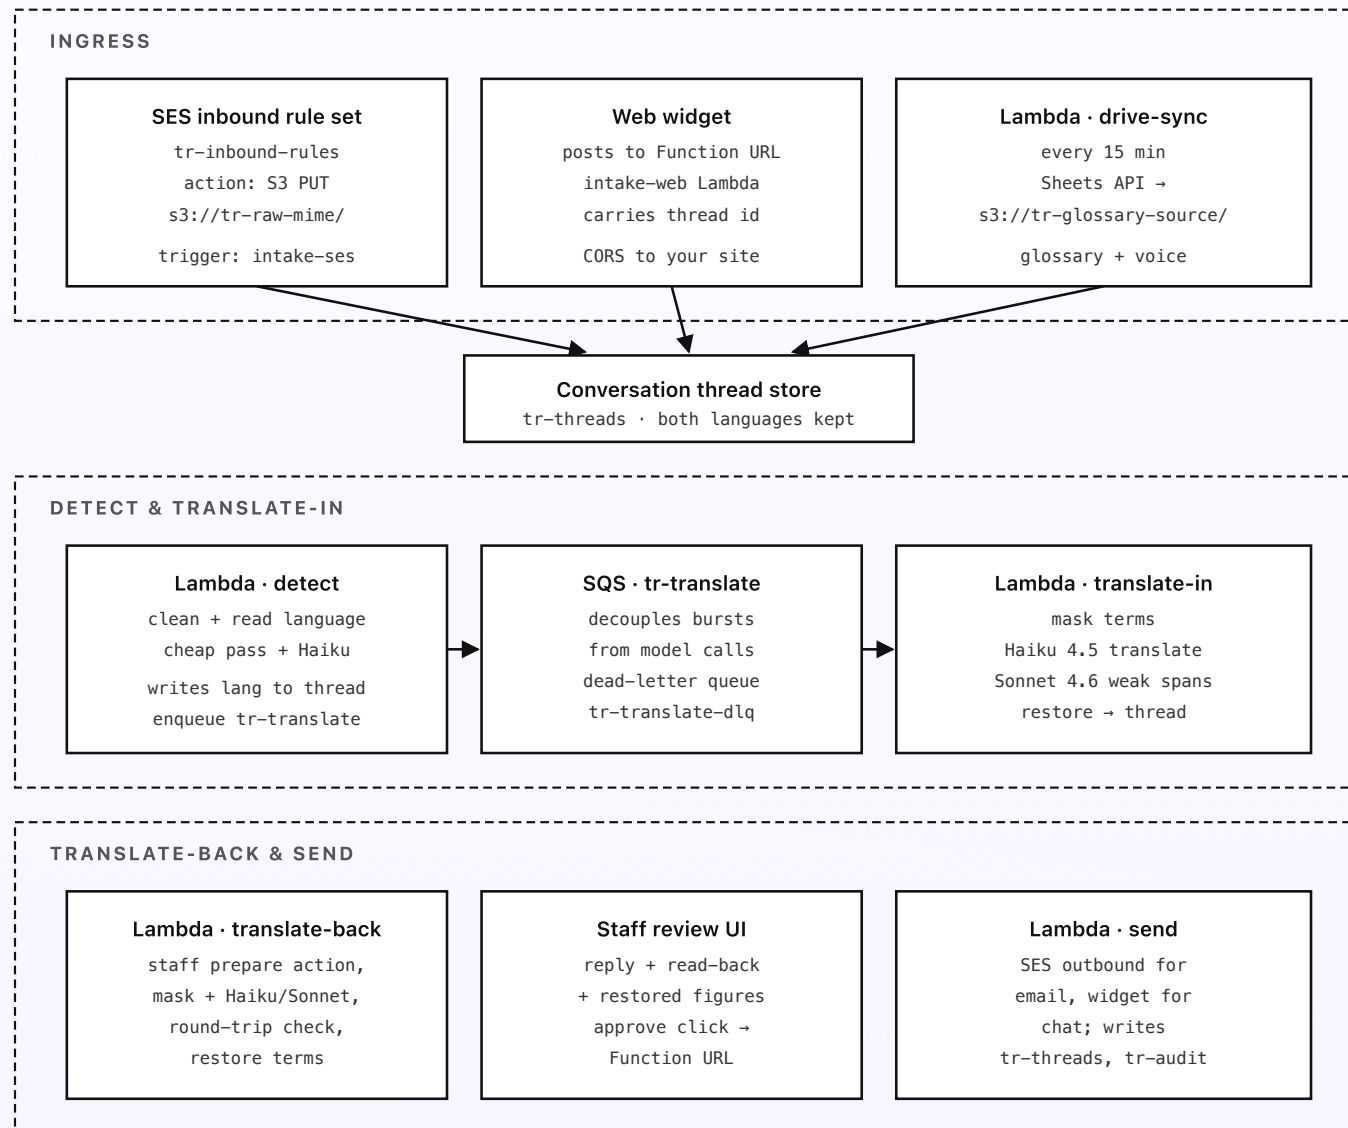 INGRESS
SES inbound rule set
tr-inbound-rules
action: S3 PUT
s3://tr-raw-mime/
trigger: intake-ses
Web widget
posts to Function URL
intake-web Lambda
carries thread id
CORS to your site
Lambda · drive-sync
every 15 min
Sheets API →
s3://tr-glossary-source/
glossary + voice
Conversation thread store
tr-threads · both languages kept
DETECT & TRANSLATE-IN
Lambda · detect
clean + read language
cheap pass + Haiku
writes lang to thread
enqueue tr-translate
SQS · tr-translate
decouples bursts
from model calls
dead-letter queue
tr-translate-dlq
Lambda · translate-in
mask terms
Haiku 4.5 translate
Sonnet 4.6 weak spans
restore → thread
TRANSLATE-BACK & SEND
Lambda · translate-back
staff prepare action,
mask + Haiku/Sonnet,
round-trip check,
restore terms
Staff review UI
reply + read-back
+ restored figures
approve click →
Function URL
Lambda · send
SES outbound for
email, widget for
chat; writes
tr-threads, tr-audit